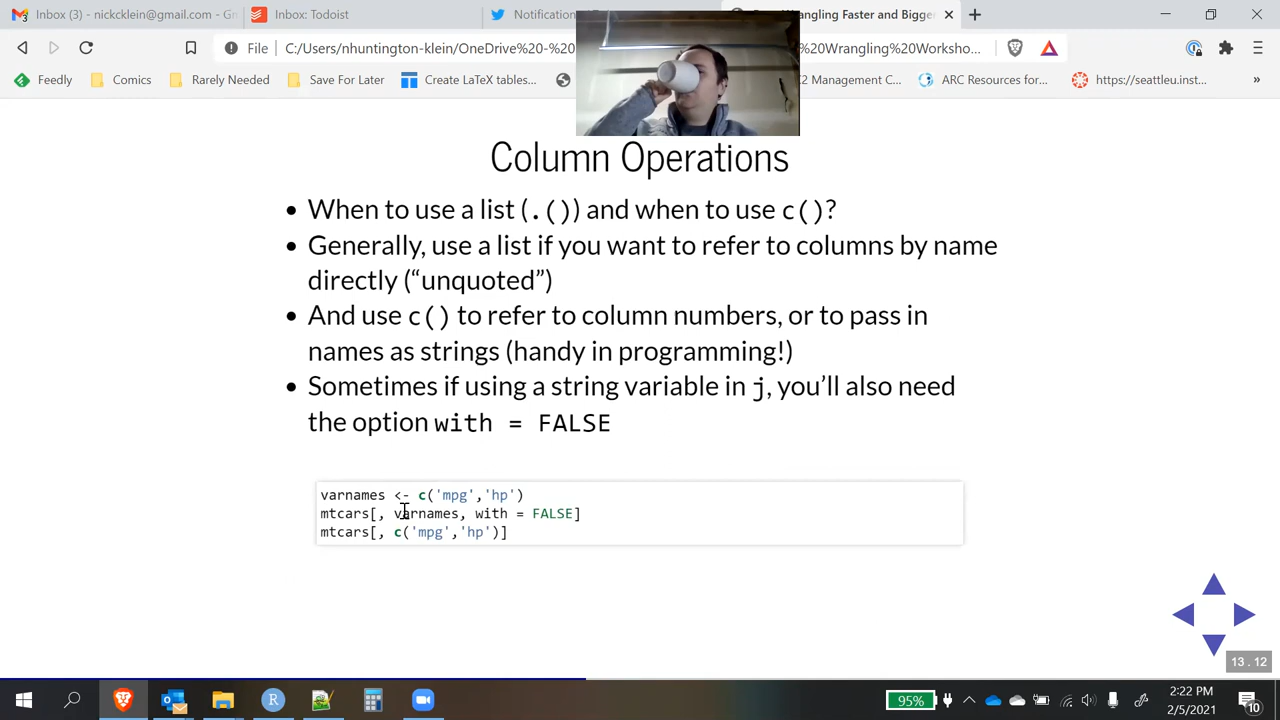 Inbox: nickcklein@gmail.com - G
Inbox: Todoist
Wrangling Faster and Bigger
File
C:/Users/nhuntington-klein/OneDrive%20-%20
%20Wrangling%20Worksho...
Feedly
Comics
Rarely Needed
Save For Later
Create LaTeX tables...
2 Management C...
ARC Resources for...
https://seattleu.inst...
»
Column Operations
• When to use a list (.()) and when to use c()?
• Generally, use a list if you want to refer to columns by name
directly (“unquoted”)
• And use c() to refer to column numbers, or to pass in
names as strings (handy in programming!)
• Sometimes if using a string variable in j, you’ll also need
the option with = FALSE
varnames <- c('mpg','hp')
mtcars[, varnames, with = FALSE]
mtcars[, c('mpg','hp')]
13.12
95%
2:22 PM
2/5/2021
10